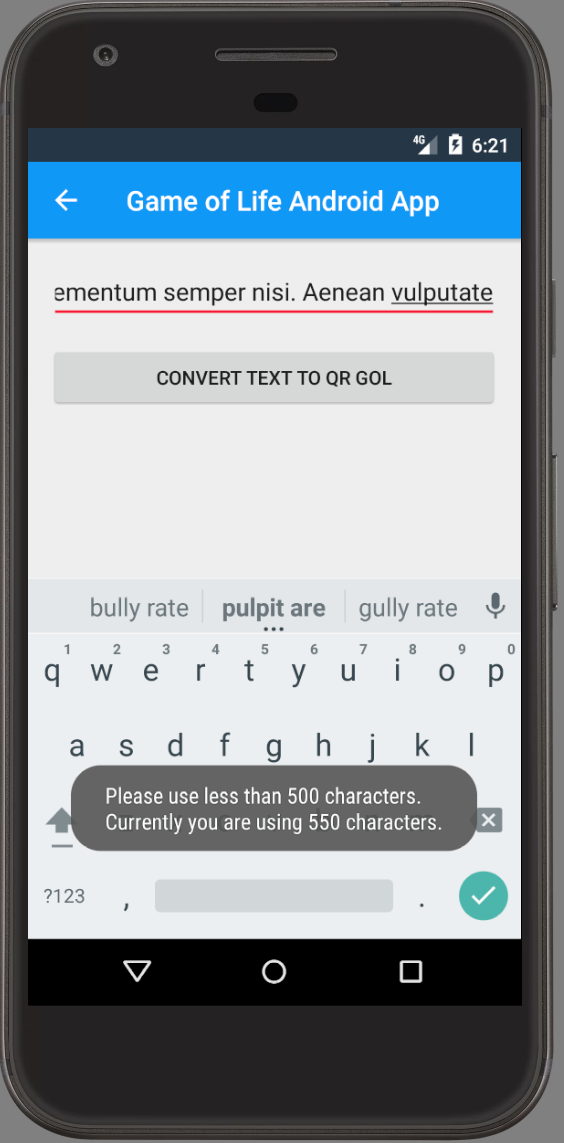 4G 6:21
Game of Life Android App
ementum semper nisi. Aenean vulputate
CONVERT TEXT TO QR GOL
bully rate pulpit are gully rate
1 2 3 4 5 6 7 8 9 0
q w e r t y u i o p
a s d f g h j k l
Please use less than 500 characters.
Currently you are using 550 characters.
?123 , .